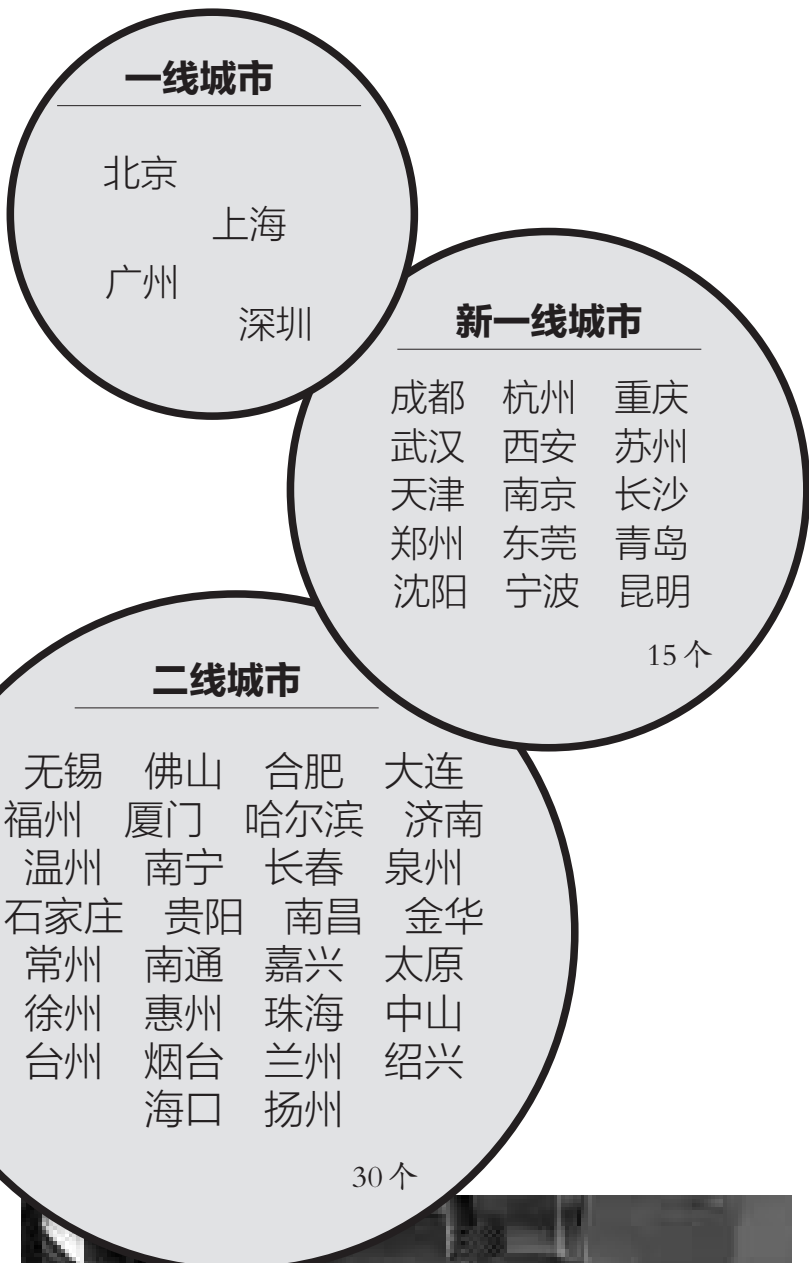 一线城市
北京
上海
广州
深圳
新一线城市
成都 杭州 重庆
武汉 西安 苏州
天津 南京 长沙
郑州 东莞 青岛
沈阳 宁波 昆明
15个
二线城市
无锡 佛山 合肥 大连
福州 厦门 哈尔滨 济南
温州 南宁 长春 泉州
石家庄 贵阳 南昌 金华
常州 南通 嘉兴 太原
徐州 惠州 珠海 中山
台州 烟台 兰州 绍兴
海口 扬州
30个